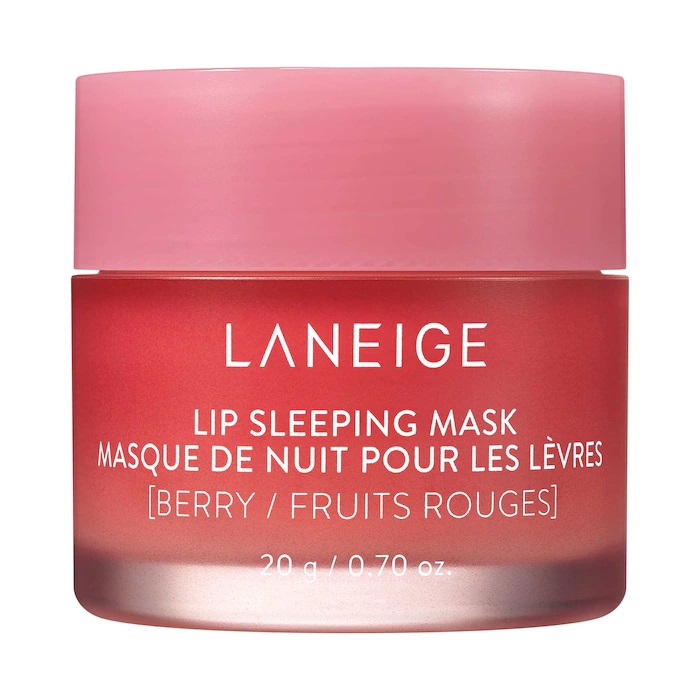 LANEIGE
LIP SLEEPING MASK
MASQUE DE NUIT POUR LES LÈVRES
[BERRY / FRUITS ROUGES]
20 g / 0.70 oz.